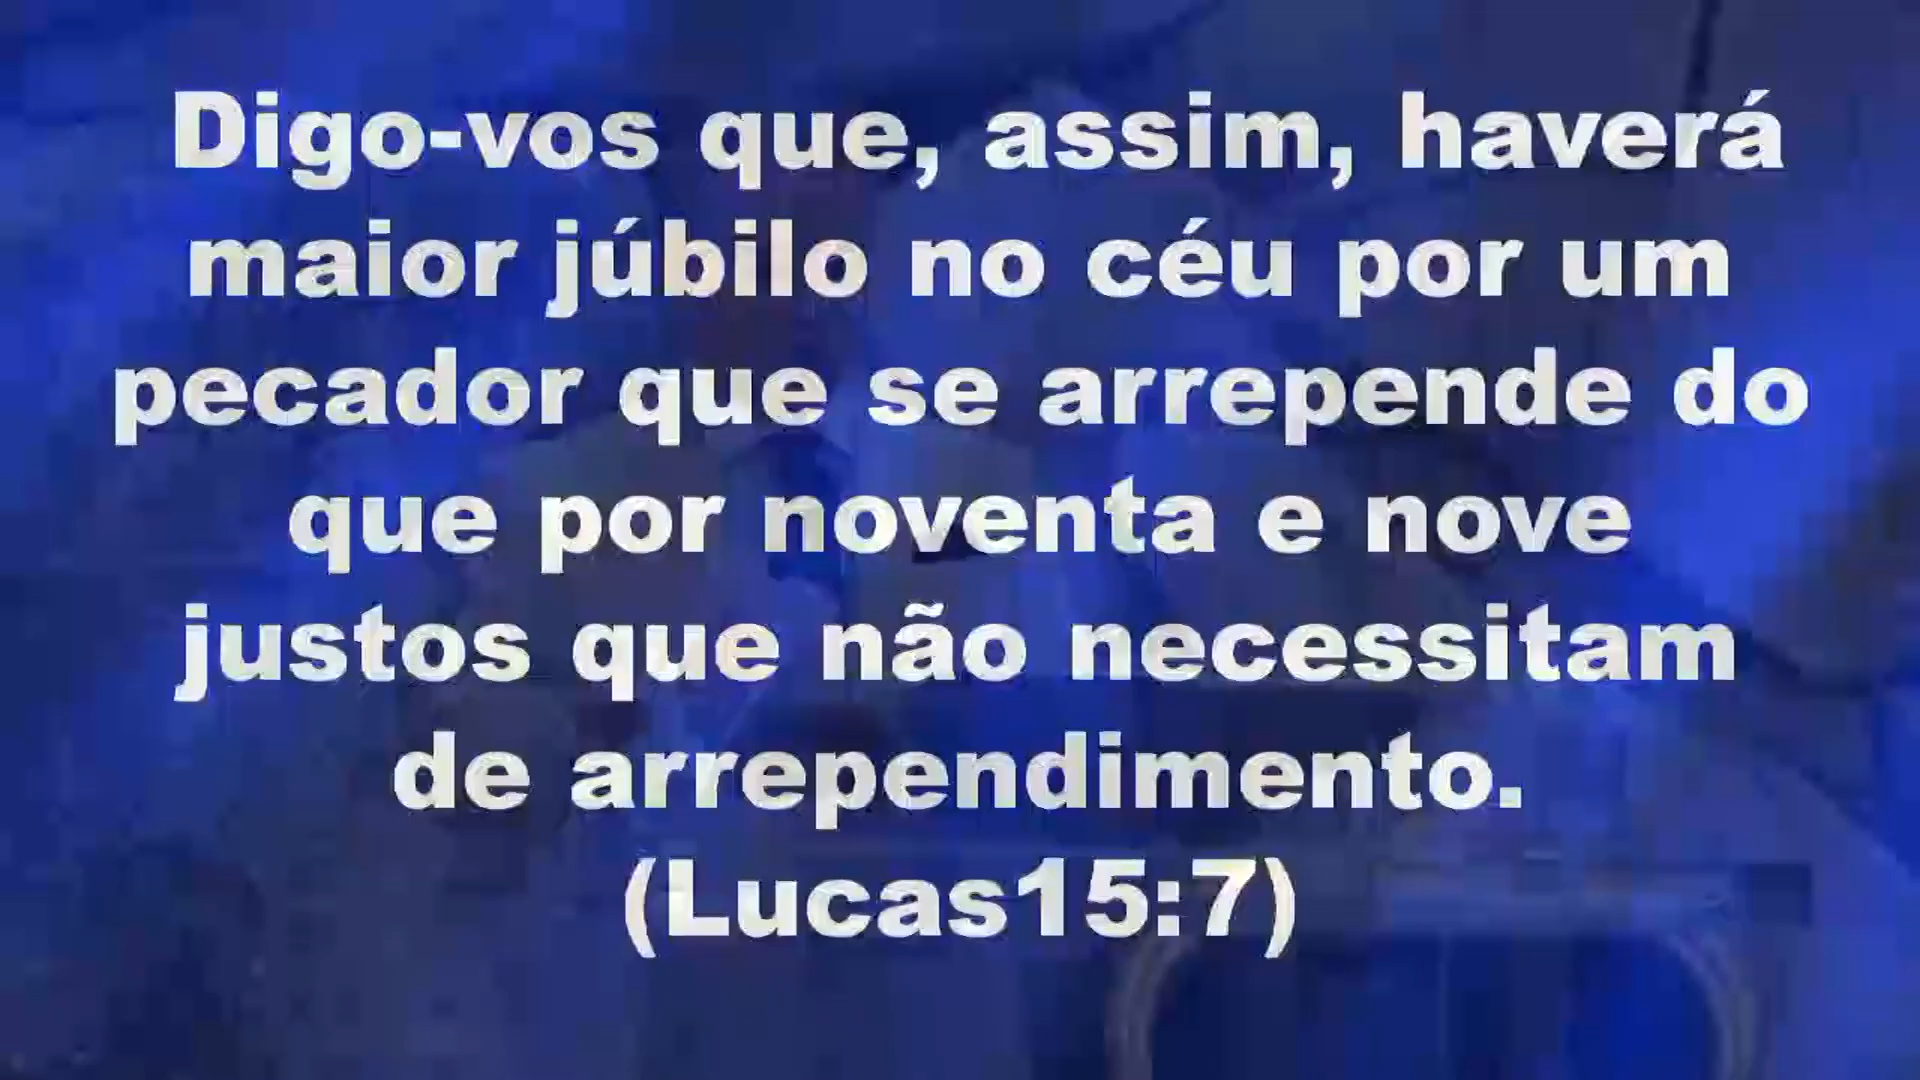 Digo-vos que, assim, haverá
maior júbilo no céu por um
pecador que se arrepende do
que por noventa e nove
justos que não necessitam
de arrependimento.
(Lucas15:7)